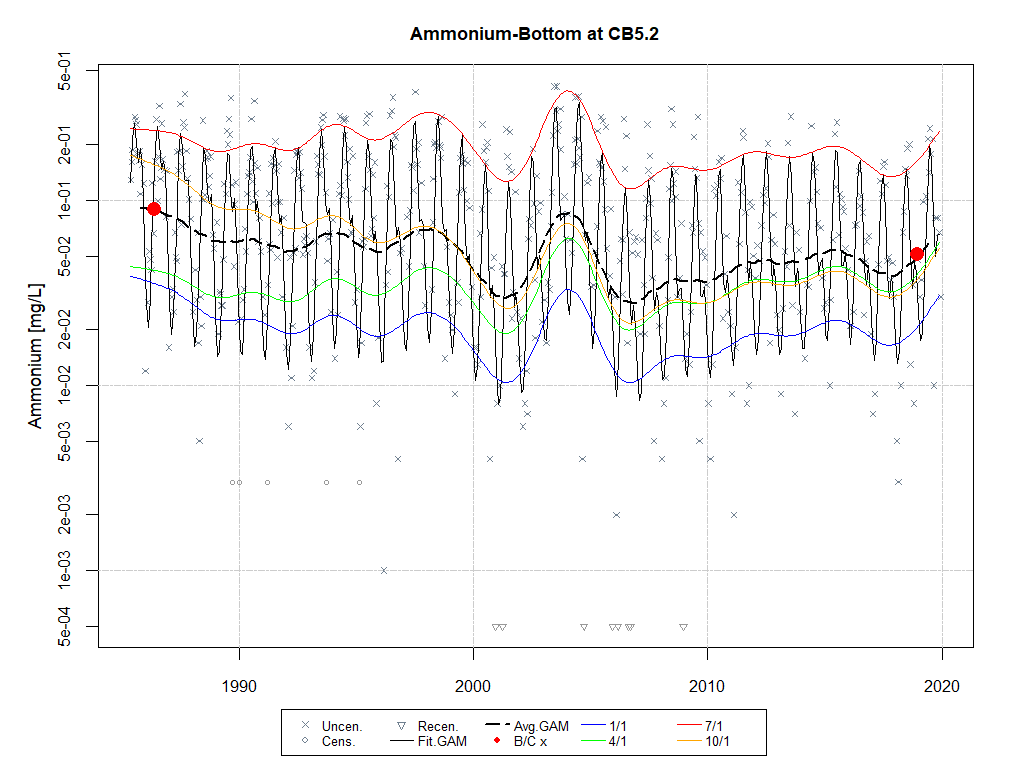 Ammonium-Bottom at CB5.2
Ammonium [mg/L]
5e-01
2e-01
1e-01
5e-02
2e-02
1e-02
5e-03
2e-03
1e-03
5e-04
1990 2000 2010 2020
Uncen. Recen. Avg.GAM 1/1 7/1
Cens. Fit.GAM B/C x 4/1 10/1